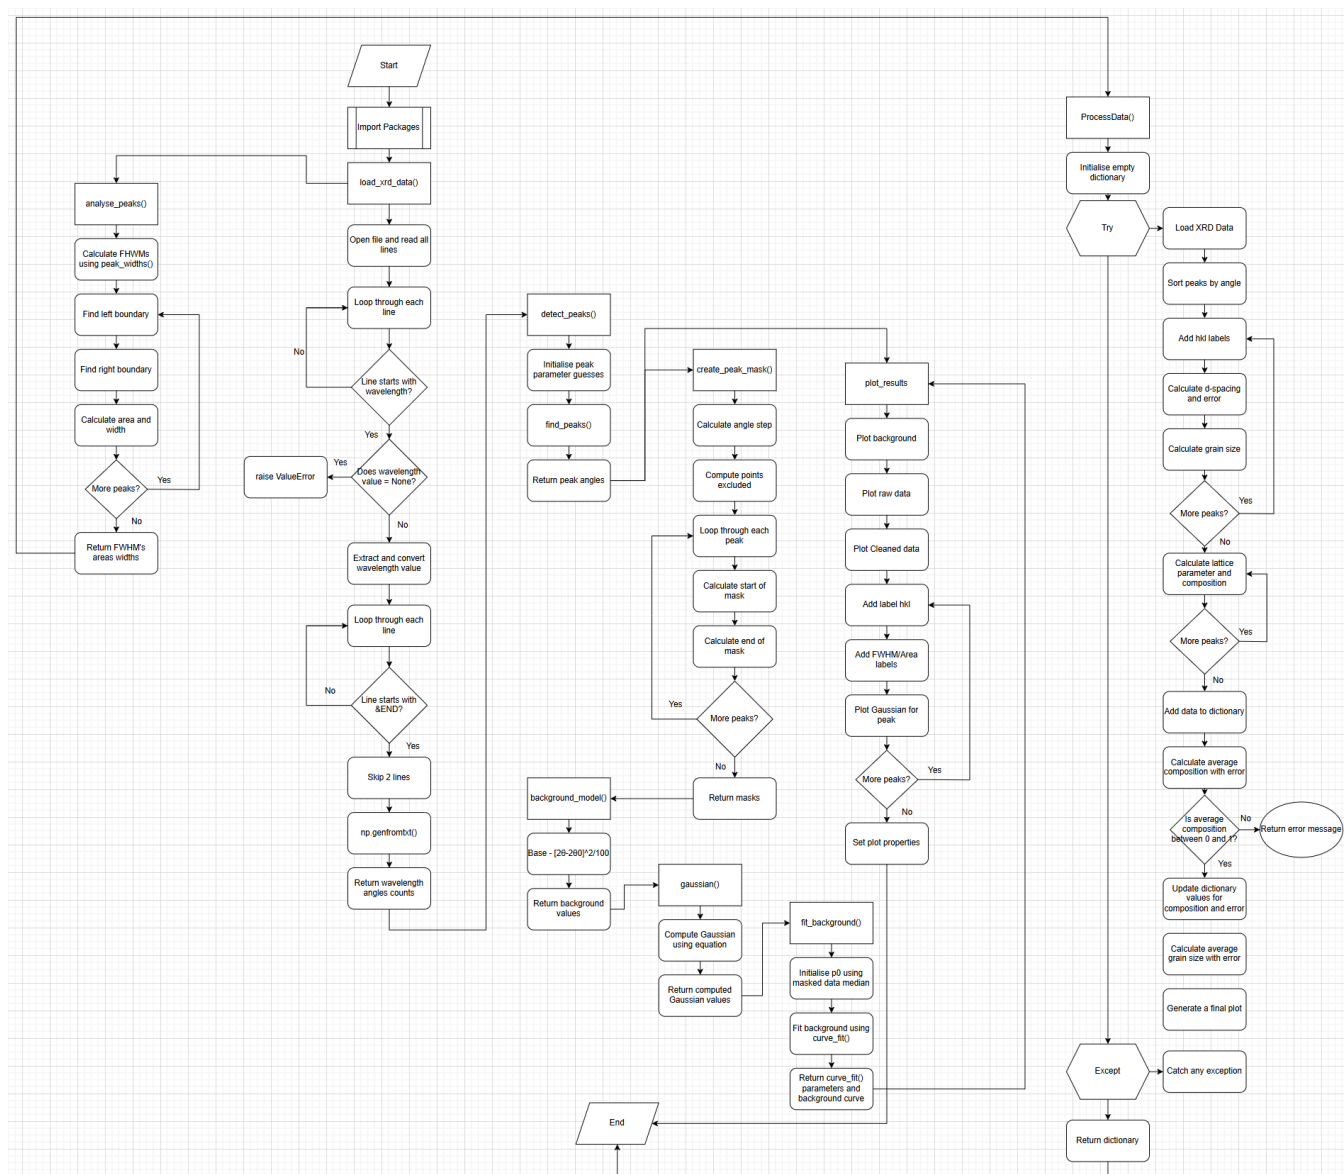 Start
Import Packages
load_xrd_data()
Open file and read all
lines
Loop through each
line
No
Line starts with
wavelength?
Yes
Does wavelength
value = None?
Yes
raise ValueError
No
Extract and convert
wavelength value
Loop through each
line
No
Line starts with
&END?
Yes
Skip 2 lines
np.genfromtxt()
Return wavelength
angles counts
analyse_peaks()
Calculate FHWMs
using peak_widths()
Find left boundary
Find right boundary
Calculate area and
width
More peaks?
Yes
No
Return FWHM's
areas widths
detect_peaks()
Initialise peak
parameter guesses
find_peaks()
Return peak angles
create_peak_mask()
Calculate angle step
Compute points
excluded
Loop through each
peak
Calculate start of
mask
Calculate end of
mask
Yes
More peaks?
No
Return masks
background_model()
Base - [2θ-2θ0]^2/100
Return background
values
gaussian()
Compute Gaussian
using equation
Return computed
Gaussian values
fit_background()
Initialise p0 using
masked data median
Fit background using
curve_fit()
Return curve_fit()
parameters and
background curve
plot_results
Plot background
Plot raw data
Plot Cleaned data
Add label hkl
Add FWHM/Area
labels
Plot Gaussian for
peak
More peaks?
Yes
No
Set plot properties
End
ProcessData()
Initialise empty
dictionary
Try
Load XRD Data
Sort peaks by angle
Add hkl labels
Calculate d-spacing
and error
Calculate grain size
More peaks?
Yes
No
Calculate lattice
parameter and
composition
More peaks?
Yes
No
Add data to dictionary
Calculate average
composition with error
Is average
composition
between 0 and 1?
No
Return error message
Yes
Update dictionary
values for
composition and error
Calculate average
grain size with error
Generate a final plot
Except
Catch any exception
Return dictionary